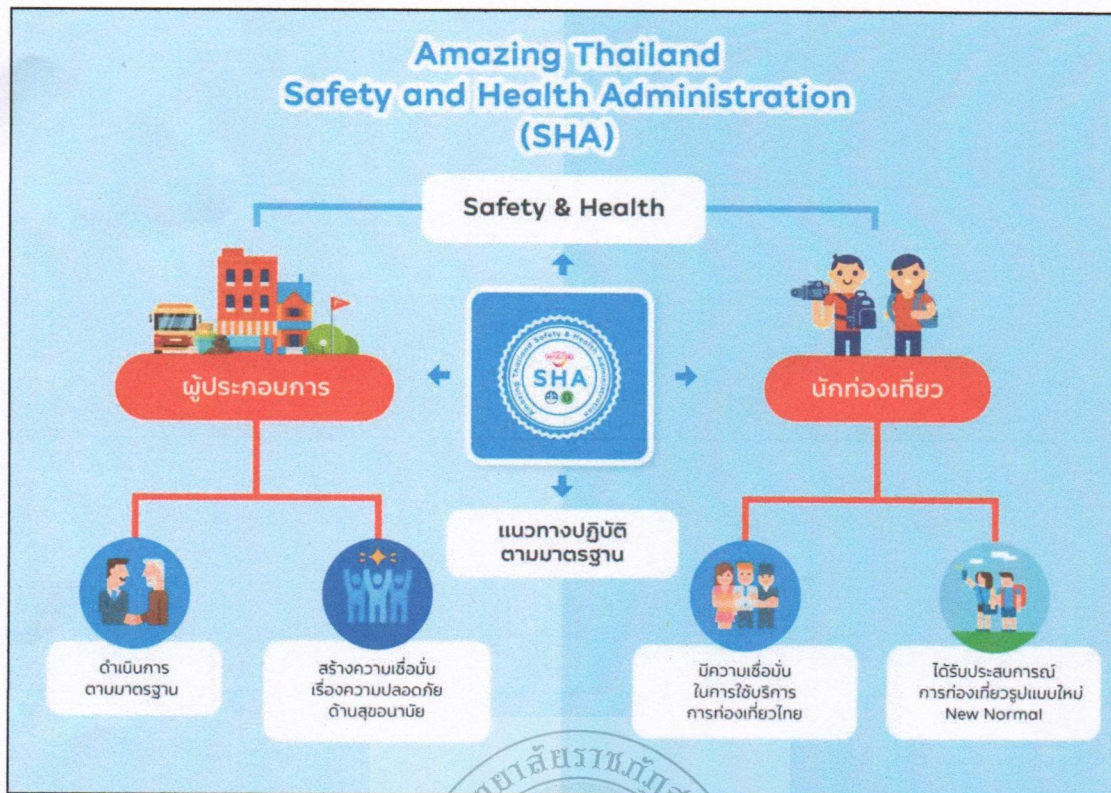 Amazing Thailand
Safety and Health Administration
(SHA)
Safety & Health
ผู้ประกอบการ
Amazing Thailand Safety & Health Administration
SHA
นักท่องเที่ยว
แนวทางปฏิบัติ
ตามมาตรฐาน
ดำเนินการ
ตามมาตรฐาน
สร้างความเชื่อมั่น
เรื่องความปลอดภัย
ด้านสุขอนามัย
มีความเชื่อมั่น
ในการใช้บริการ
การท่องเที่ยวไทย
ได้รับประสบการณ์
การท่องเที่ยวรูปแบบใหม่
New Normal